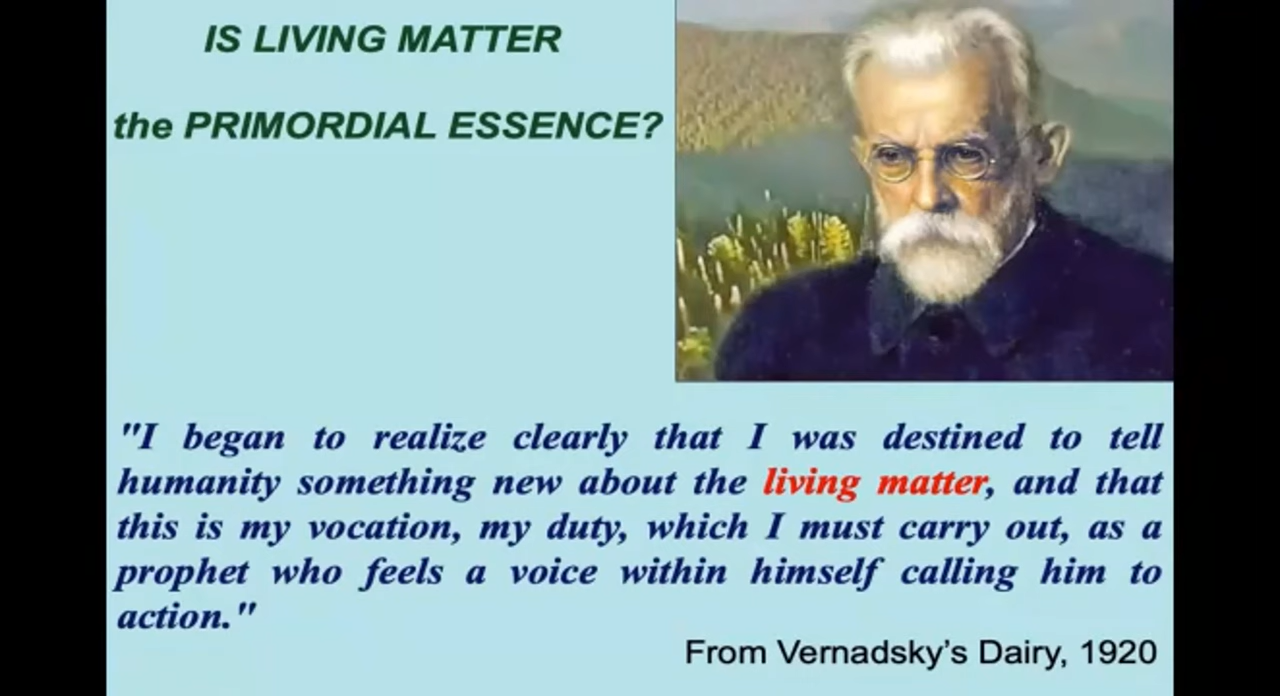 IS LIVING MATTER
the PRIMORDIAL ESSENCE?
"I began to realize clearly that I was destined to tell
humanity something new about the living matter, and that
this is my vocation, my duty, which I must carry out, as a
prophet who feels a voice within himself calling him to
action."
From Vernadsky's Dairy, 1920